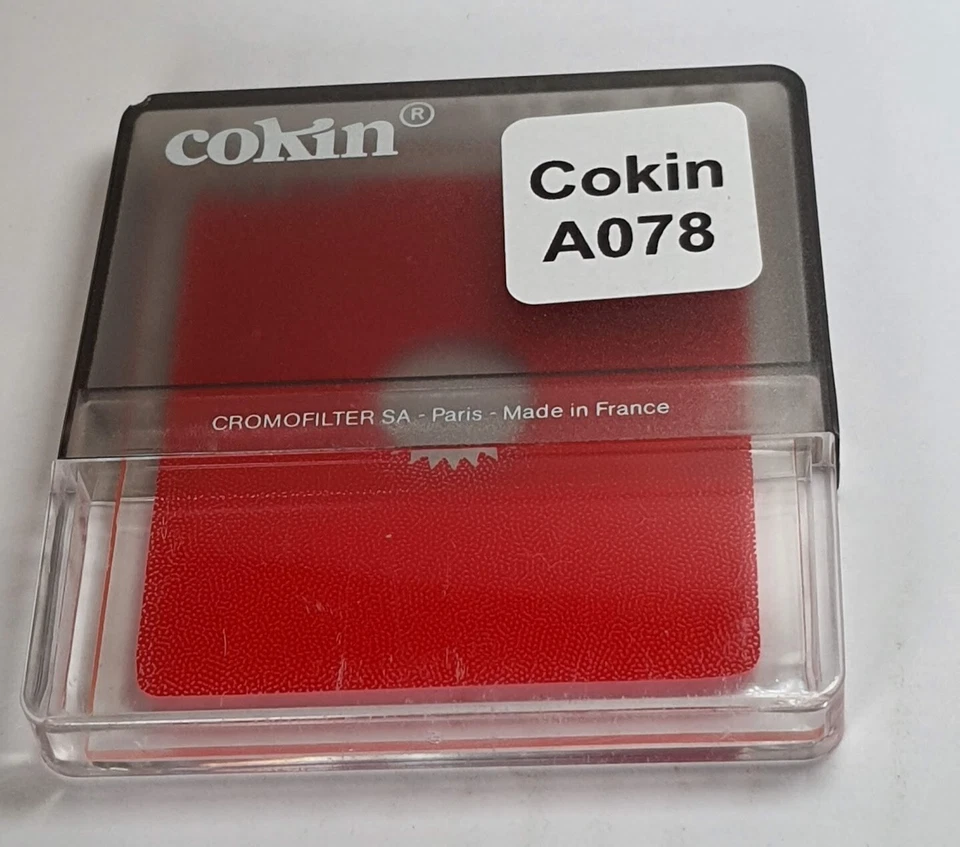 cokin®
Cokin
A078
CROMOFILTER SA - Paris - Made in France